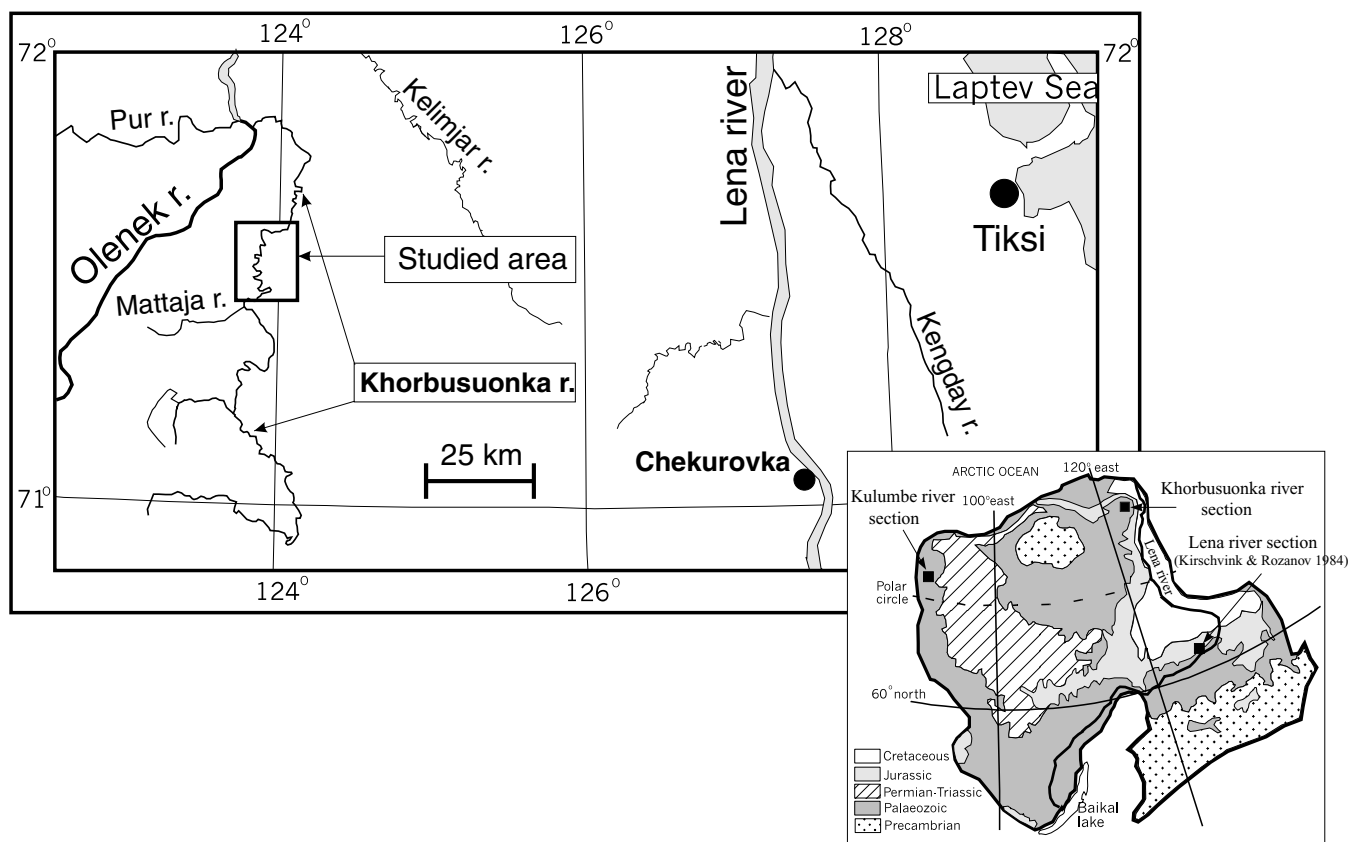 124°
126°
128°
72°
72°
Laptev Sea
Pur r.
Kelimjar r.
Lena river
Olenek r.
Tiksi
Studied area
Mattaja r.
Kengday r.
Khorbusuonka r.
25 km
Chekurovka
71°
124°
126°
ARCTIC OCEAN
120° east
100° east
Kulumbe river
section
Khorbusuonka river
section
Lena river section
(Kirschvink & Rozanov 1984)
Lena river
Polar
circle
60° north
Cretaceous
Jurassic
Permian-Triassic
Palaeozoic
Precambrian
Baikal
lake